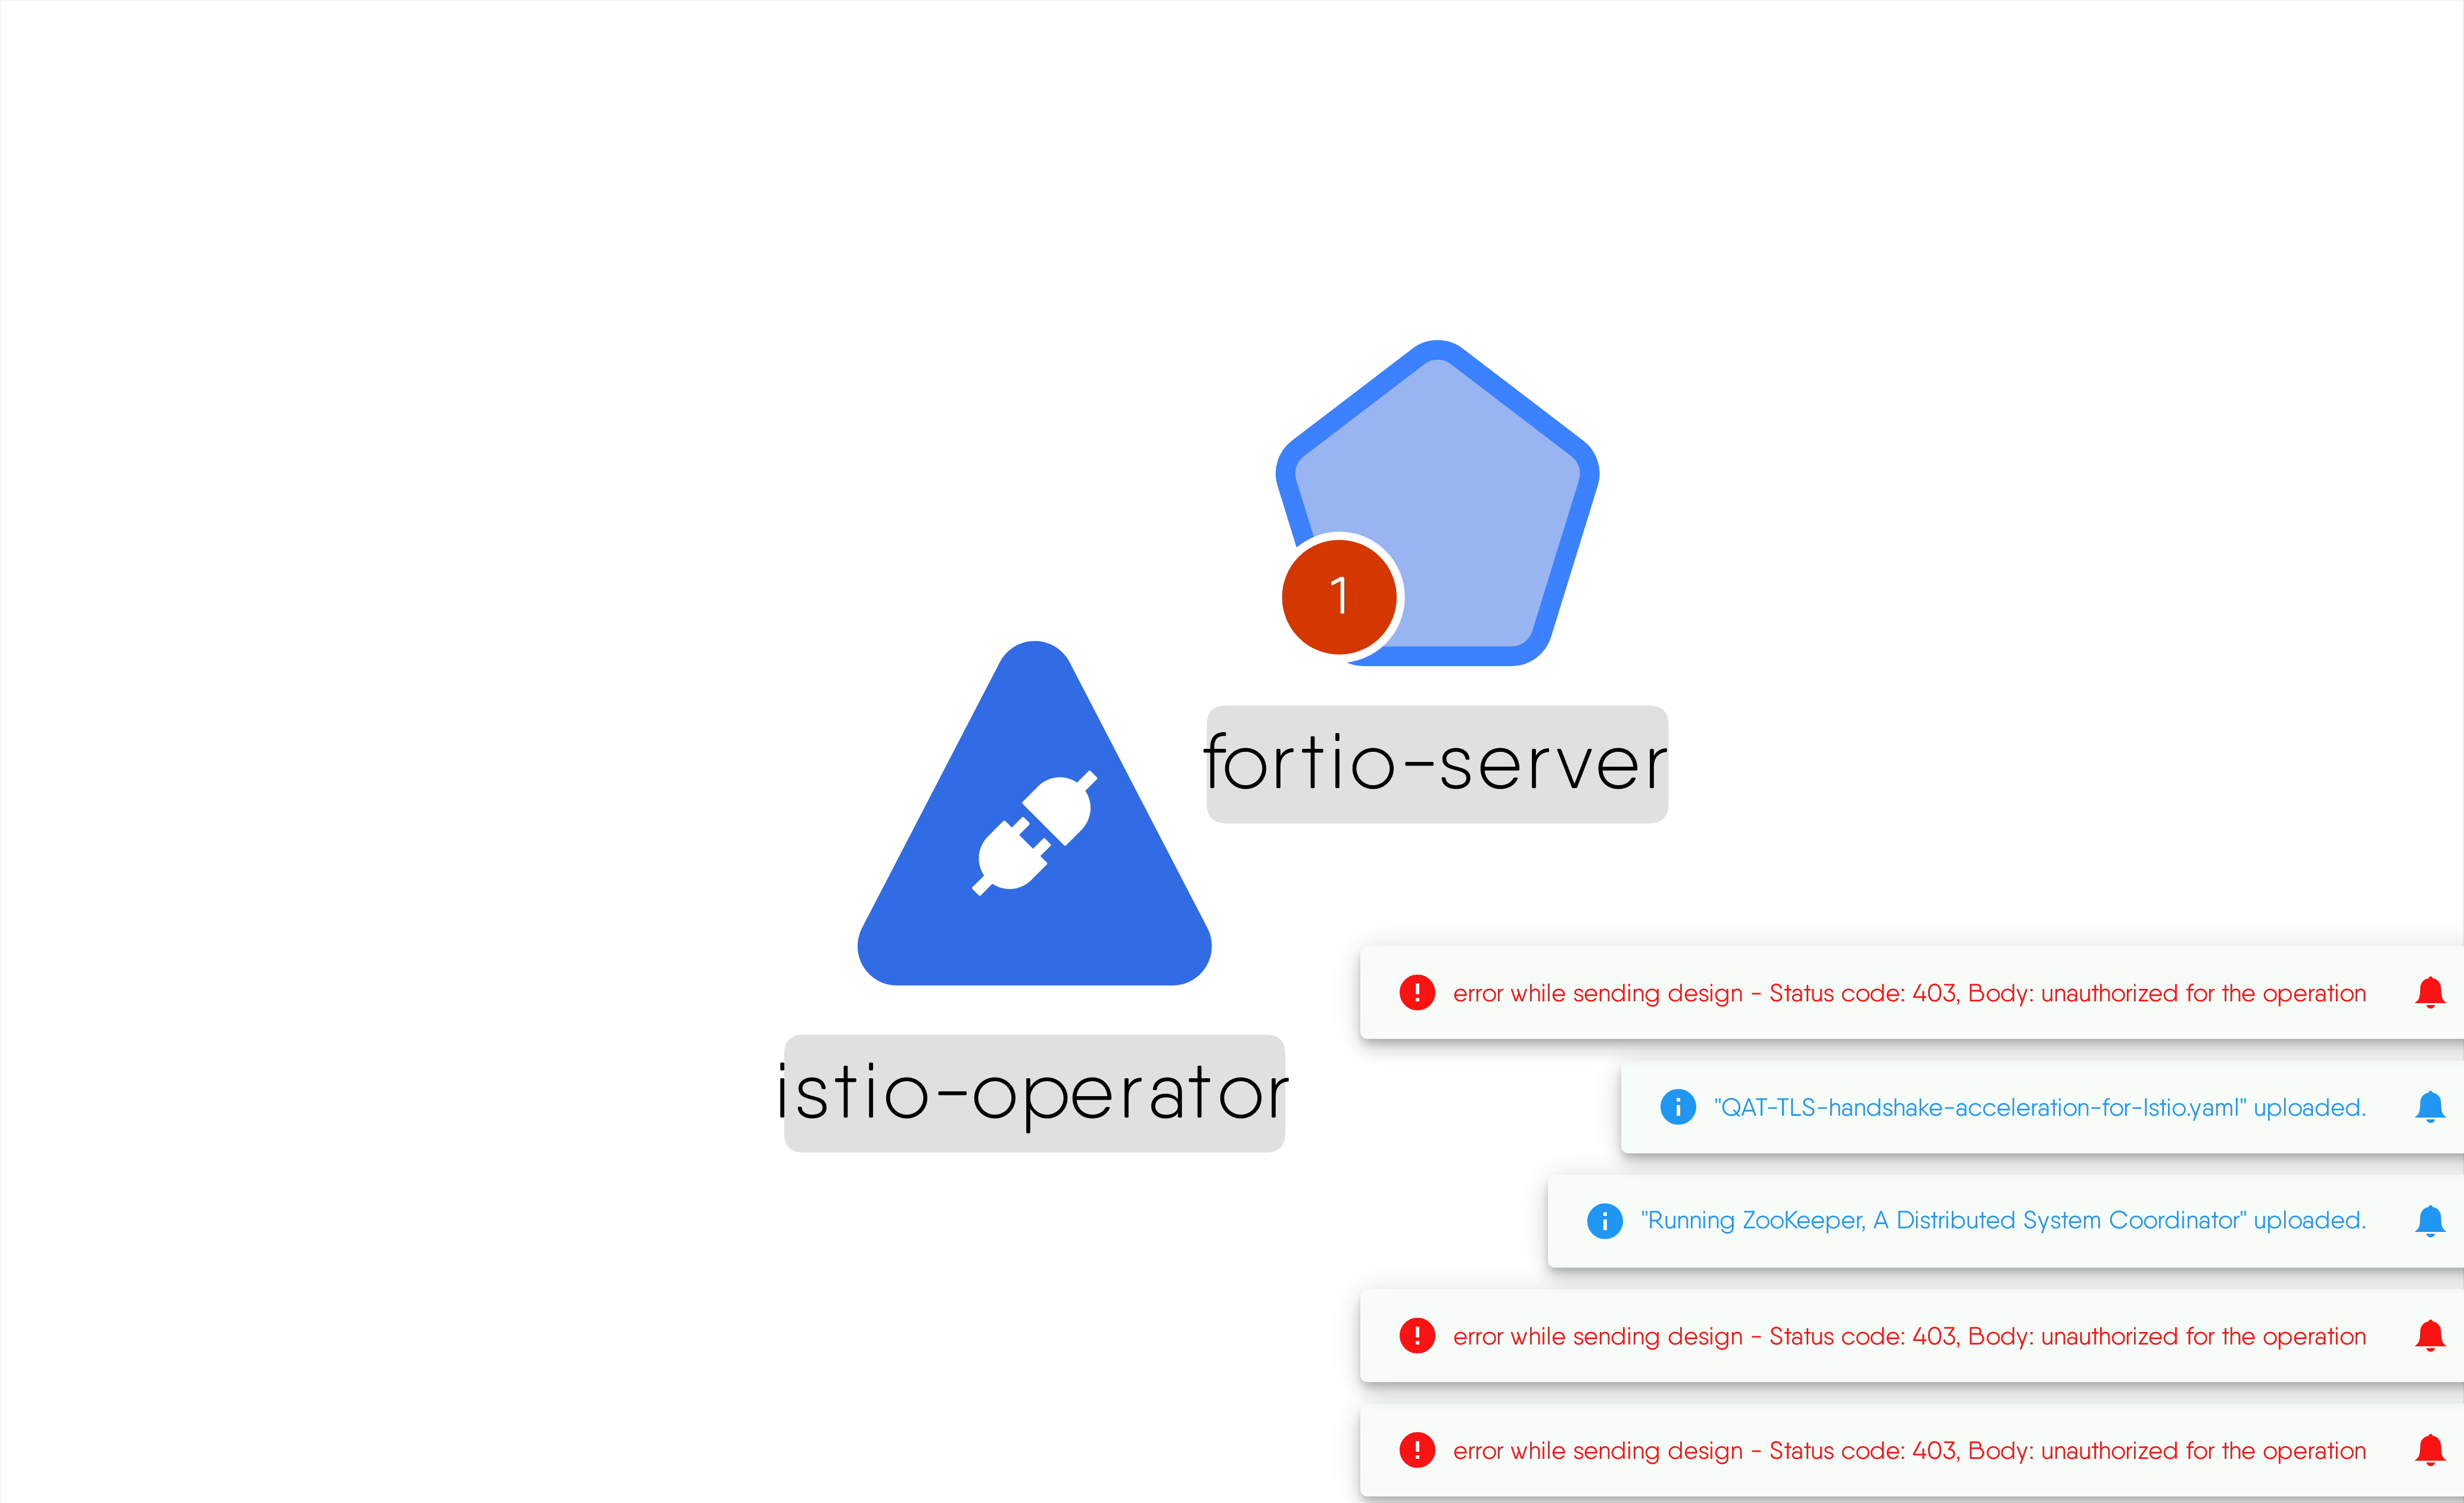 1
fortio-server
istio-operator
error while sending design - Status code: 403, Body: unauthorized for the operation
"QAT-TLS-handshake-acceleration-for-Istio.yaml" uploaded.
"Running ZooKeeper, A Distributed System Coordinator" uploaded.
error while sending design - Status code: 403, Body: unauthorized for the operation
error while sending design - Status code: 403, Body: unauthorized for the operation